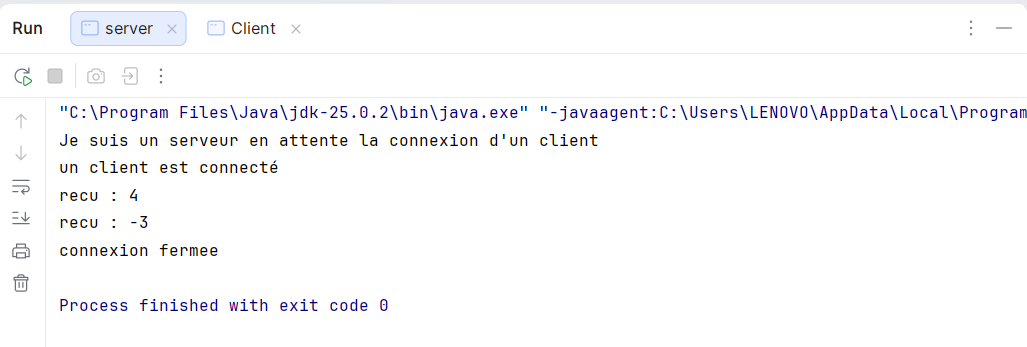 Run server Client
"C:\Program Files\Java\jdk-25.0.2\bin\java.exe" "-javaagent:C:\Users\LENOVO\AppData\Local\Program
Je suis un serveur en attente la connexion d'un client
un client est connecté
recu : 4
recu : -3
connexion fermee
Process finished with exit code 0